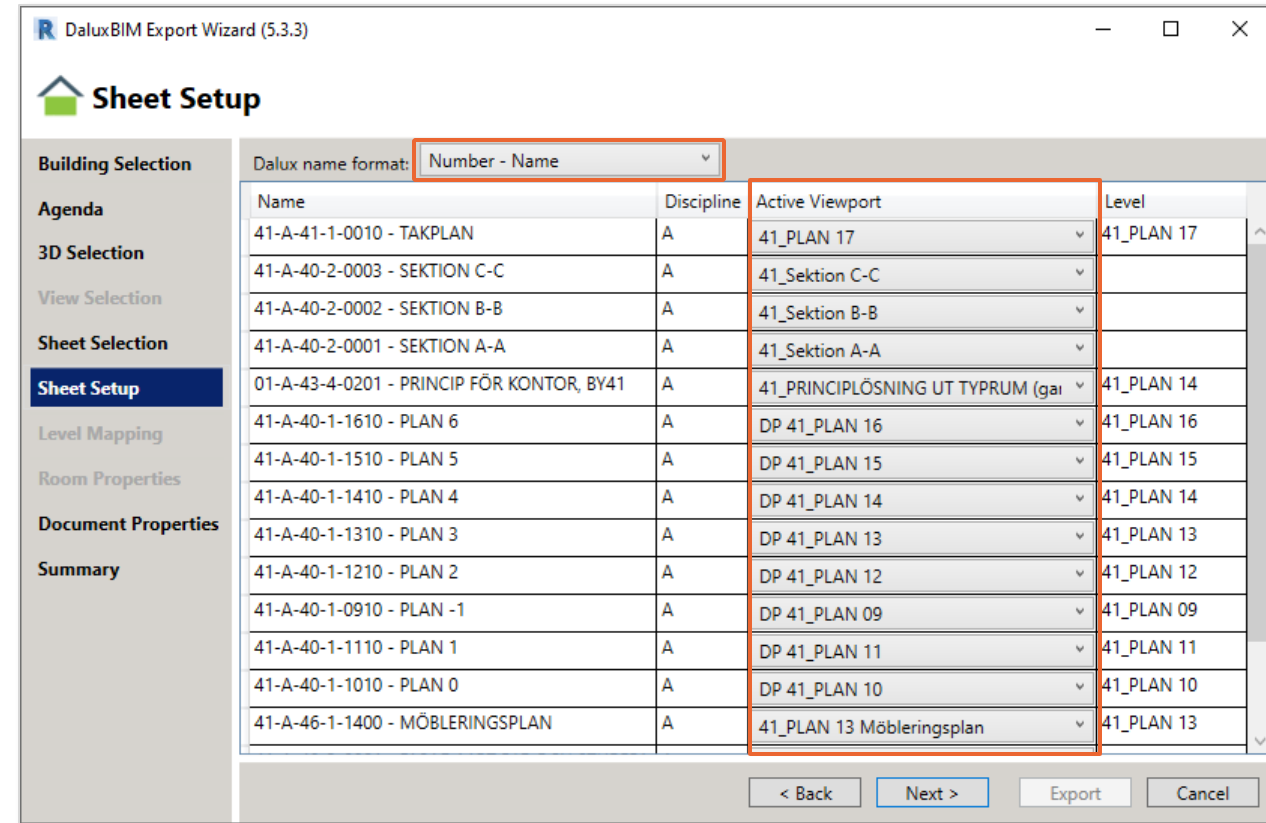 DaluxBIM Export Wizard (5.3.3)
Sheet Setup
Building Selection
Agenda
3D Selection
View Selection
Sheet Selection
Sheet Setup
Level Mapping
Room Properties
Document Properties
Summary
Dalux name format: Number - Name
Name Discipline Active Viewport Level
41-A-41-1-0010 - TAKPLAN A 41_PLAN 17 41_PLAN 17
41-A-40-2-0003 - SEKTION C-C A 41_Sektion C-C
41-A-40-2-0002 - SEKTION B-B A 41_Sektion B-B
41-A-40-2-0001 - SEKTION A-A A 41_Sektion A-A
01-A-43-4-0201 - PRINCIP FÖR KONTOR, BY41 A 41_PRINCIPLÖSNING UT TYPRUM (gar 41_PLAN 14
41-A-40-1-1610 - PLAN 6 A DP 41_PLAN 16 41_PLAN 16
41-A-40-1-1510 - PLAN 5 A DP 41_PLAN 15 41_PLAN 15
41-A-40-1-1410 - PLAN 4 A DP 41_PLAN 14 41_PLAN 14
41-A-40-1-1310 - PLAN 3 A DP 41_PLAN 13 41_PLAN 13
41-A-40-1-1210 - PLAN 2 A DP 41_PLAN 12 41_PLAN 12
41-A-40-1-0910 - PLAN -1 A DP 41_PLAN 09 41_PLAN 09
41-A-40-1-1110 - PLAN 1 A DP 41_PLAN 11 41_PLAN 11
41-A-40-1-1010 - PLAN 0 A DP 41_PLAN 10 41_PLAN 10
41-A-46-1-1400 - MÖBLERINGSPLAN A 41_PLAN 13 Möbleringsplan 41_PLAN 13
< Back Next > Export Cancel